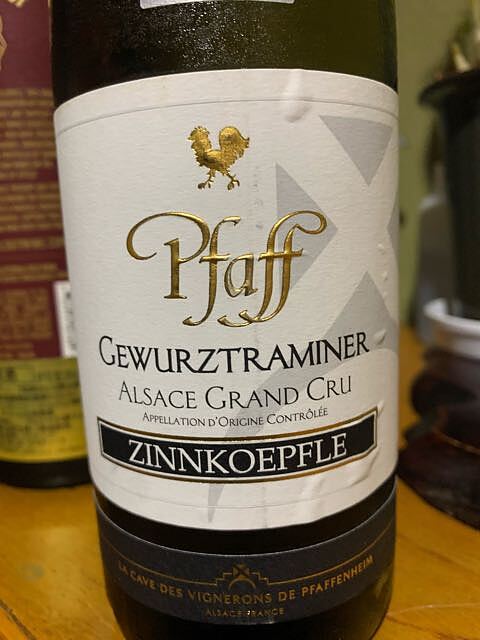 Pfaff
GEWURZTRAMINER
ALSACE GRAND CRU
APPELLATION D'ORIGINE CONTRÔLÉE
ZINNKOEPFLE
LA CAVE DES VIGNERONS DE PFAFFENHEIM
ALSACE FRANCE